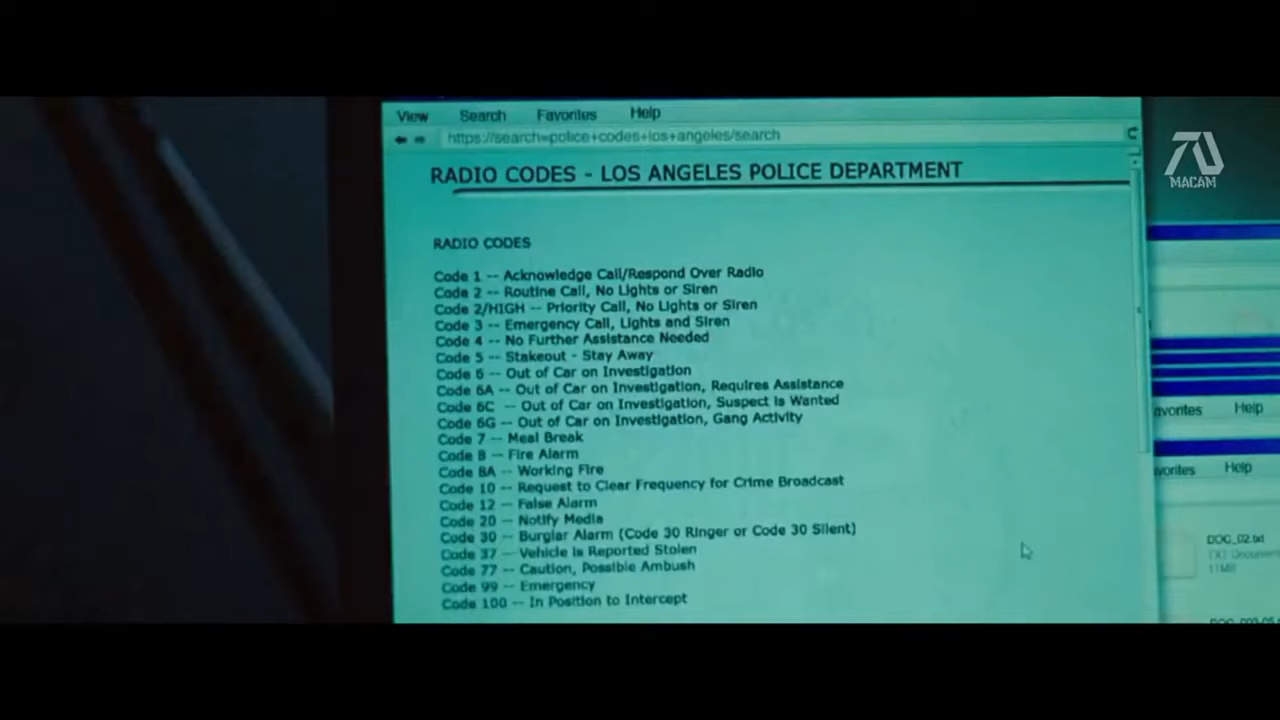 View Search Favorites Help
https://search=police+codes+los+angeles/search
RADIO CODES - LOS ANGELES POLICE DEPARTMENT
RADIO CODES
Code 1 -- Acknowledge Call/Respond Over Radio
Code 2 -- Routine Call, No Lights or Siren
Code 2/HIGH -- Priority Call, No Lights or Siren
Code 3 -- Emergency Call, Lights and Siren
Code 4 -- No Further Assistance Needed
Code 5 -- Stakeout - Stay Away
Code 6 -- Out of Car on Investigation
Code 6A -- Out of Car on Investigation, Requires Assistance
Code 6C -- Out of Car on Investigation, Suspect is Wanted
Code 6G -- Out of Car on Investigation, Gang Activity
Code 7 -- Meal Break
Code 8 -- Fire Alarm
Code 8A -- Working Fire
Code 10 -- Request to Clear Frequency for Crime Broadcast
Code 12 -- False Alarm
Code 20 -- Notify Media
Code 30 -- Burglar Alarm (Code 30 Ringer or Code 30 Silent)
Code 37 -- Vehicle is Reported Stolen
Code 77 -- Caution, Possible Ambush
Code 99 -- Emergency
Code 100 -- In Position to Intercept
MACAM
avorites Help
vorites Help
DOC_02.txt
TXT Documen
11MB